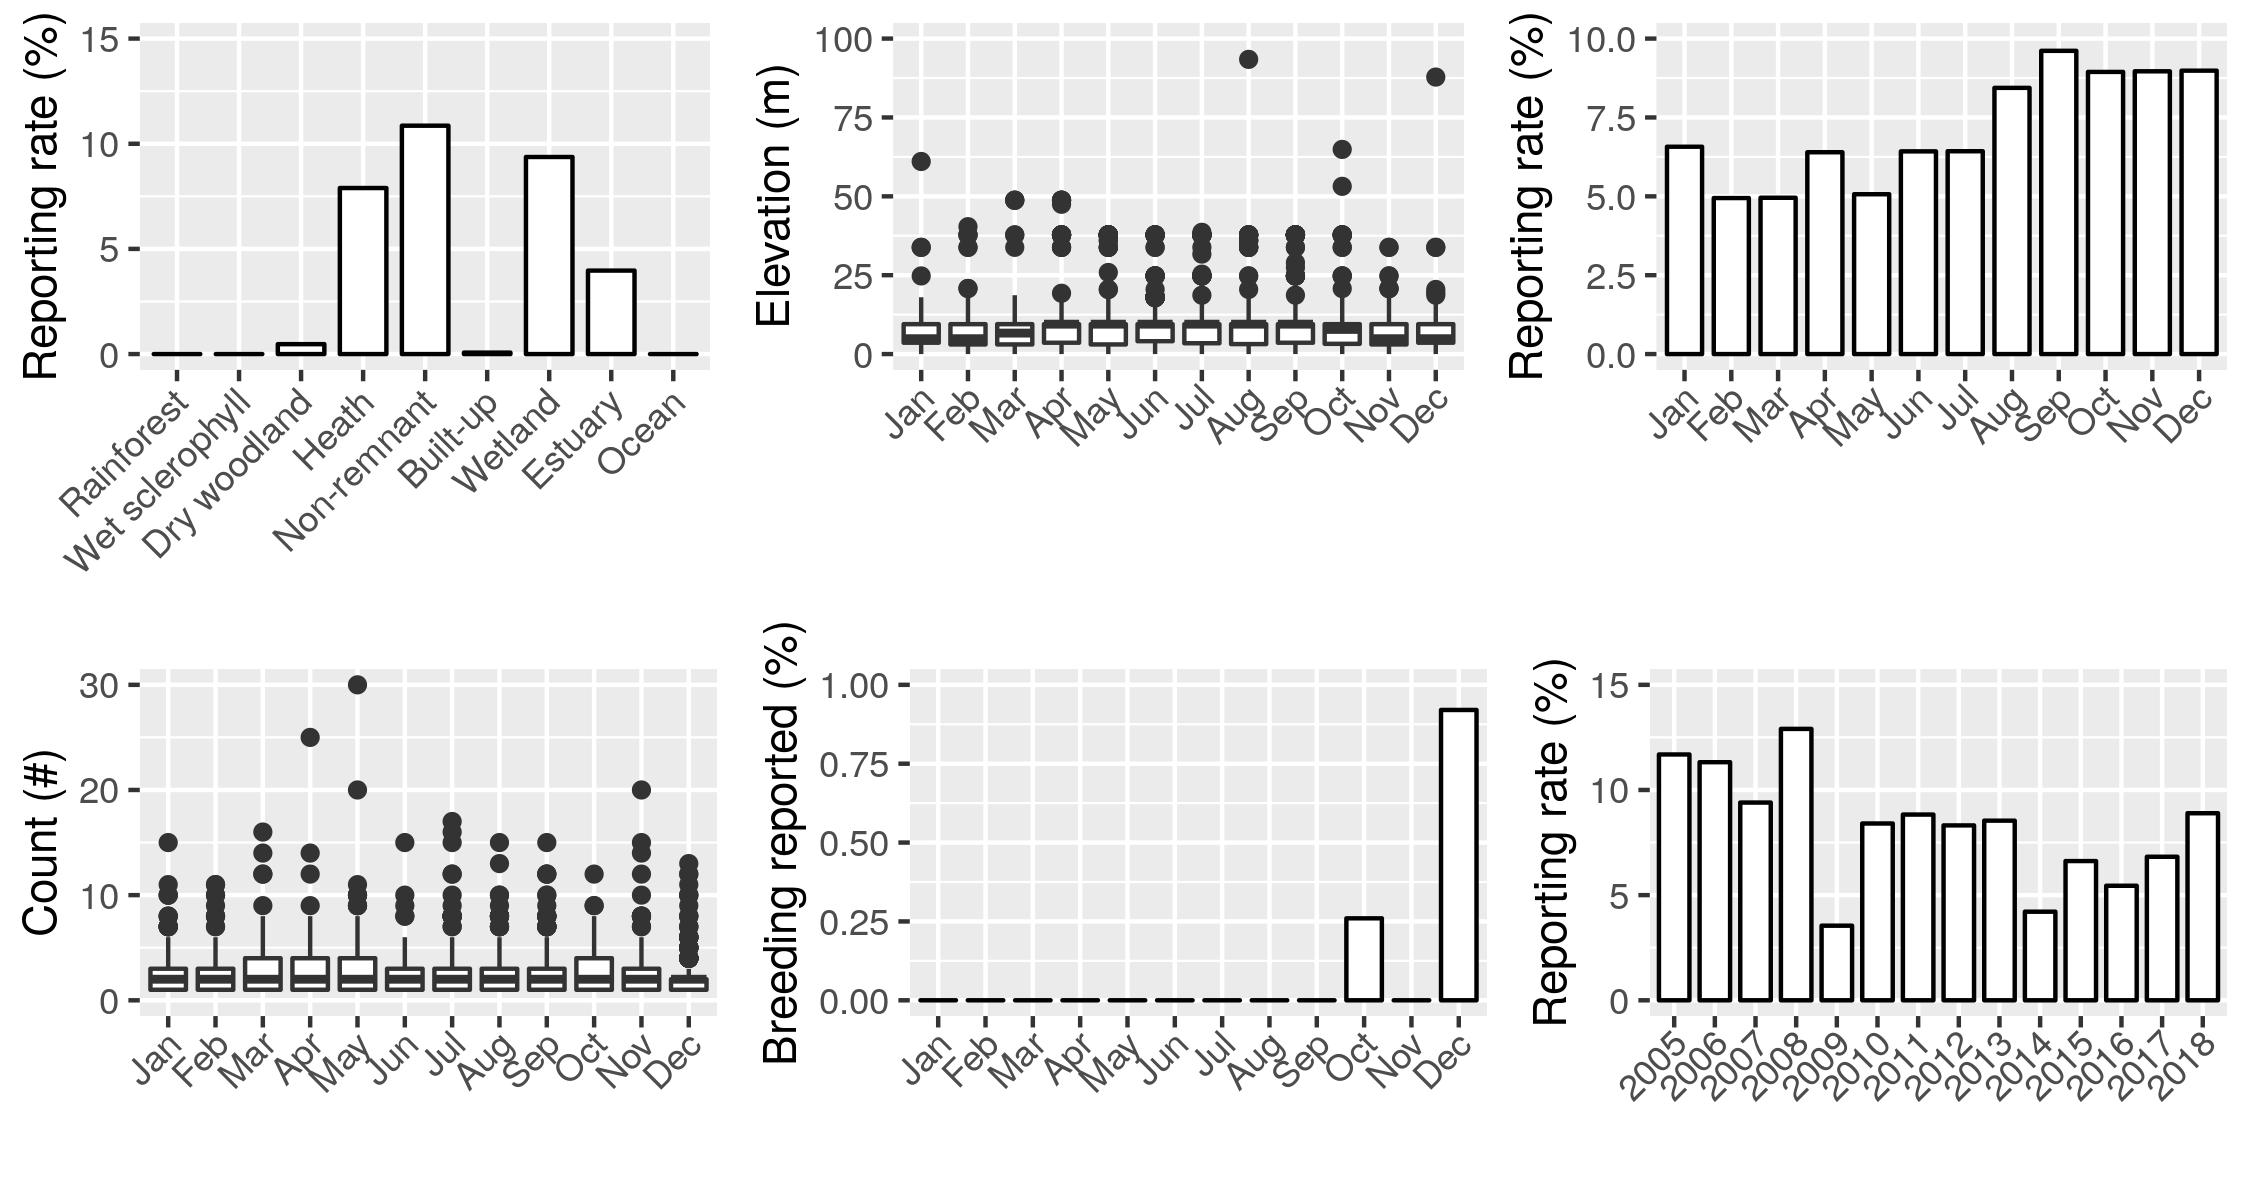 Reporting rate (%)
15
10
5
0
Rainforest
Wet sclerophyll
Dry woodland
Heath
Non-remnant
Built-up
Wetland
Estuary
Ocean
Elevation (m)
100
75
50
25
0
Jan
Feb
Mar
Apr
May
Jun
Jul
Aug
Sep
Oct
Nov
Dec
Reporting rate (%)
10.0
7.5
5.0
2.5
0.0
Jan
Feb
Mar
Apr
May
Jun
Jul
Aug
Sep
Oct
Nov
Dec
Count (#)
30
20
10
0
Jan
Feb
Mar
Apr
May
Jun
Jul
Aug
Sep
Oct
Nov
Dec
Breeding reported (%)
1.00
0.75
0.50
0.25
0.00
Jan
Feb
Mar
Apr
May
Jun
Jul
Aug
Sep
Oct
Nov
Dec
Reporting rate (%)
15
10
5
0
2005
2006
2007
2008
2009
2010
2011
2012
2013
2014
2015
2016
2017
2018